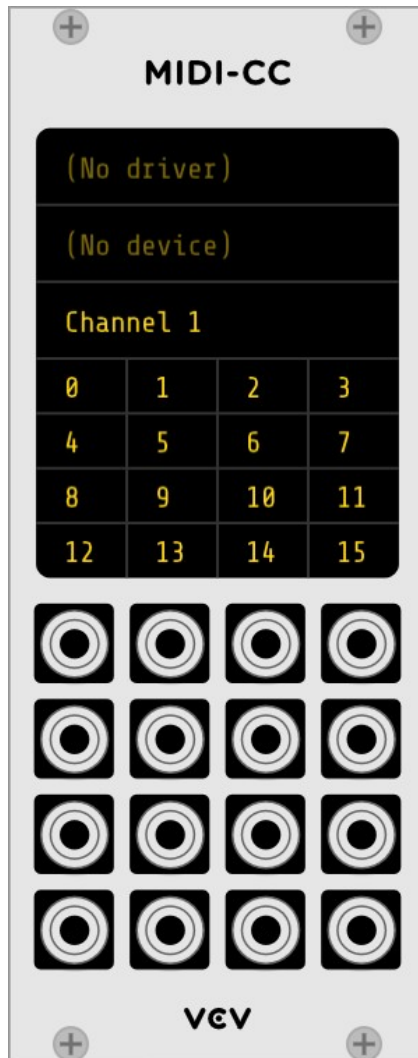 MIDI-CC
(No driver)
(No device)
Channel 1
0 1 2 3
4 5 6 7
8 9 10 11
12 13 14 15
VCV